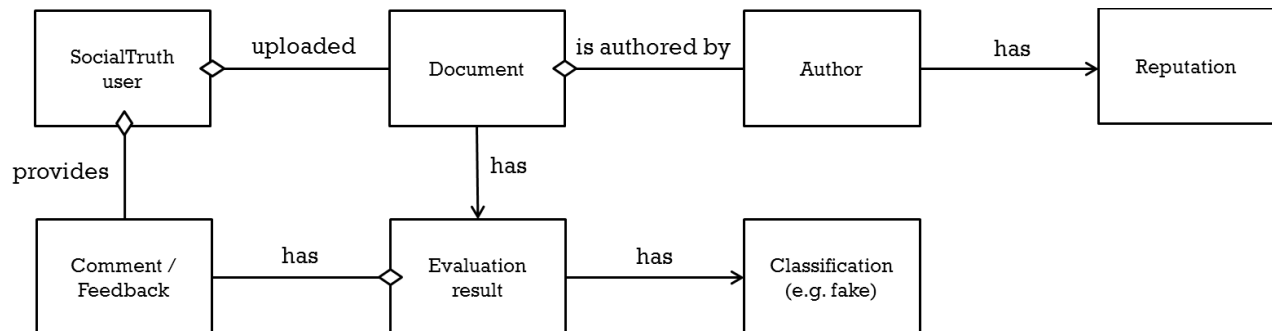 SocialTruth
user
uploaded
Document
is authored by
Author
has
Reputation
provides
has
Comment /
Feedback
has
Evaluation
result
has
Classification
(e.g. fake)